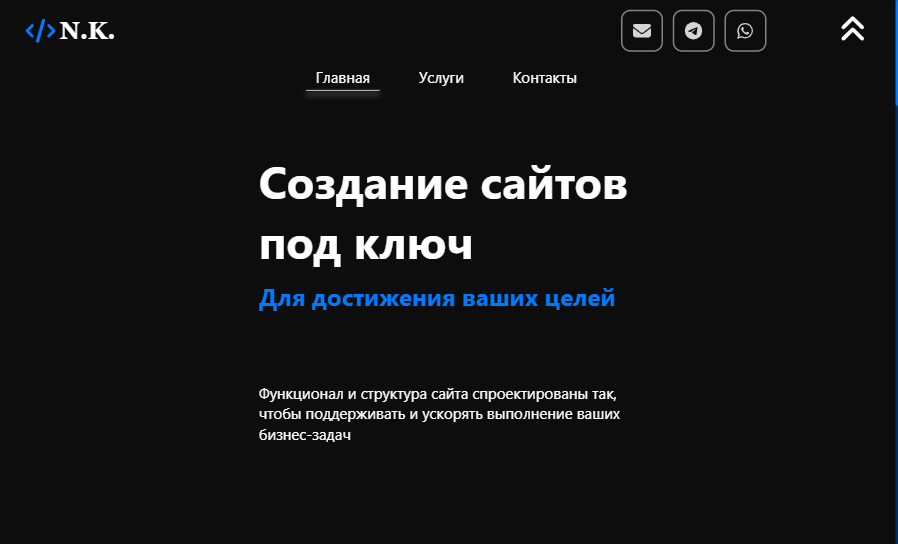 </> N.K.
Главная Услуги Контакты
Создание сайтов
под ключ
Для достижения ваших целей
Функционал и структура сайта спроектированы так,
чтобы поддерживать и ускорять выполнение ваших
бизнес-задач